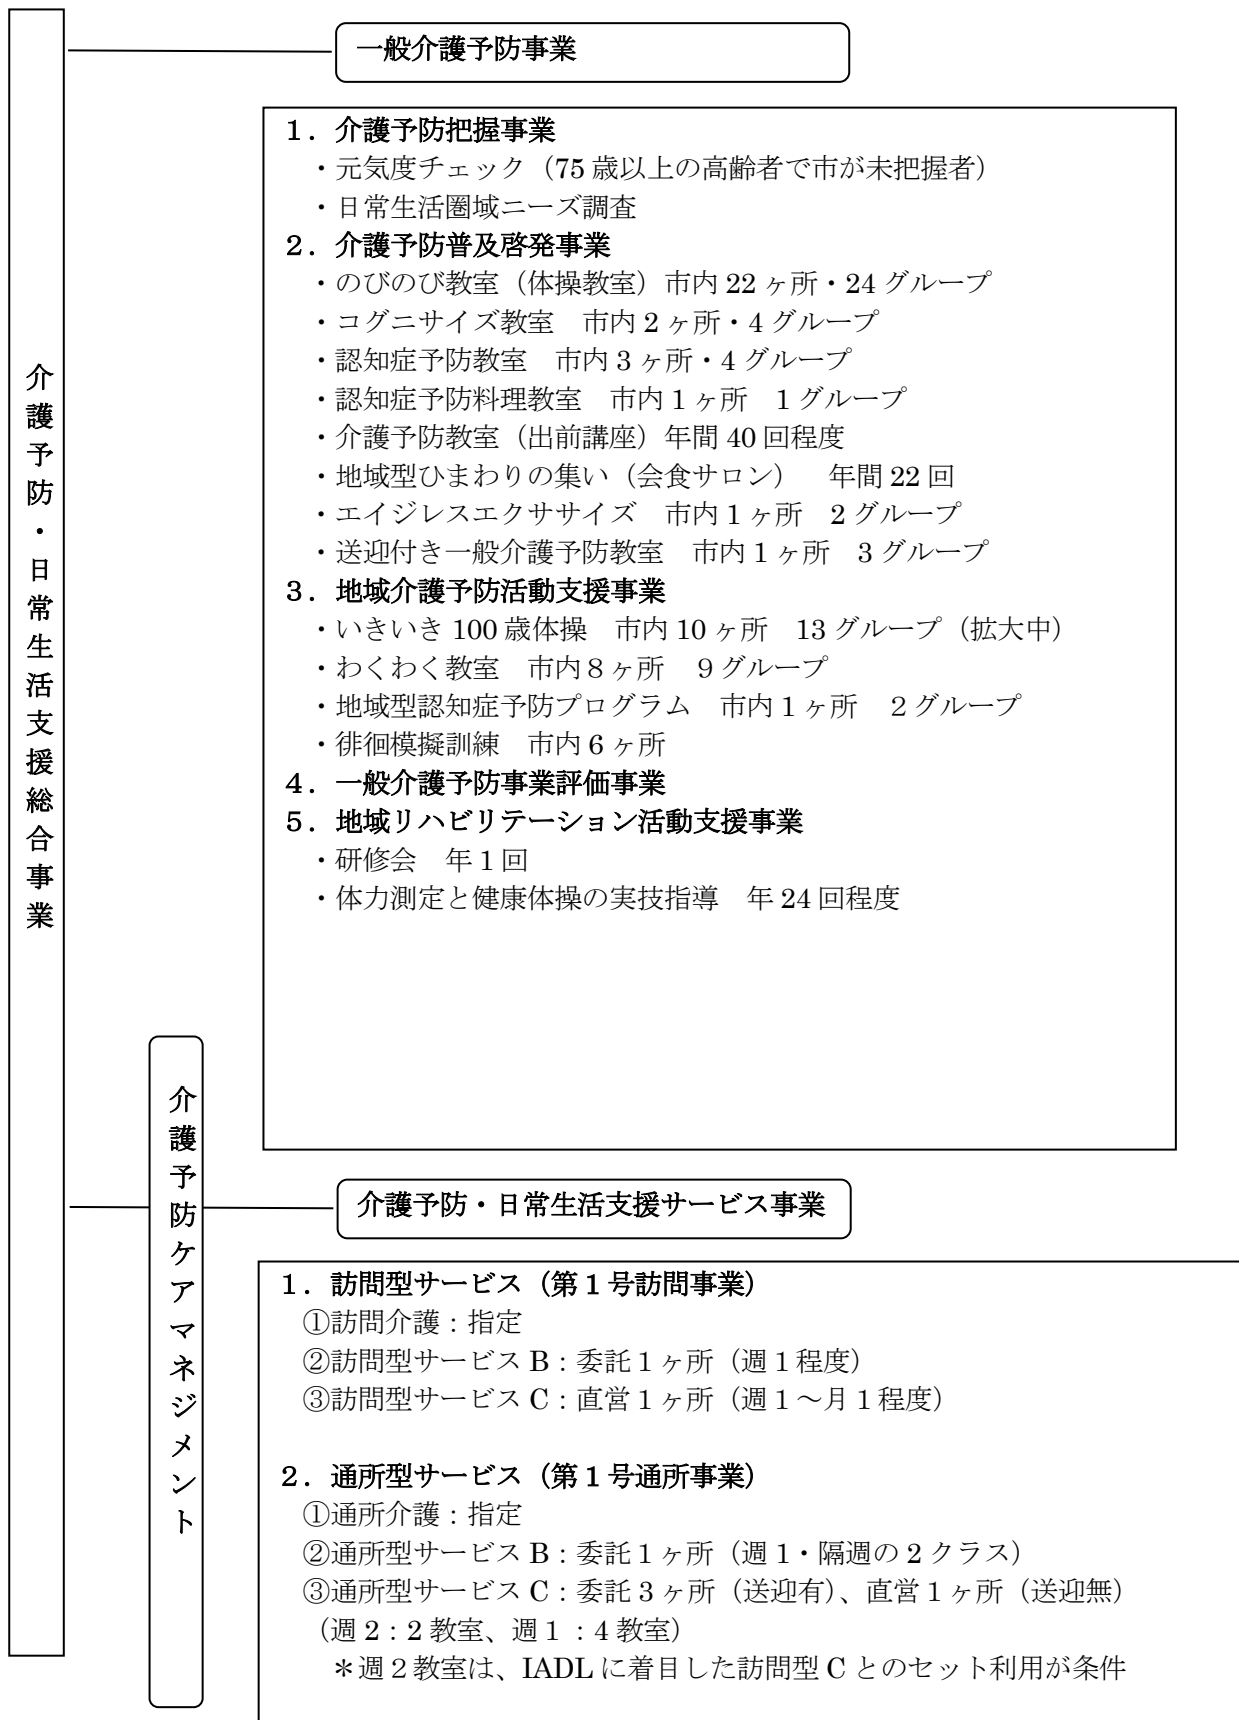 介護予防・日常生活支援総合事業
一般介護予防事業
１．介護予防把握事業
・元気度チェック（75 歳以上の高齢者で市が未把握者）
・日常生活圏域ニーズ調査
２．介護予防普及啓発事業
・のびのび教室（体操教室）市内 22 ヶ所・24 グループ
・コグニサイズ教室　市内 2 ヶ所・4 グループ
・認知症予防教室　市内 3 ヶ所・4 グループ
・認知症予防料理教室　市内 1 ヶ所　1 グループ
・介護予防教室（出前講座）年間 40 回程度
・地域型ひまわりの集い（会食サロン）　年間 22 回
・エイジレスエクササイズ　市内 1 ヶ所　2 グループ
・送迎付き一般介護予防教室　市内 1 ヶ所　3 グループ
３．地域介護予防活動支援事業
・いきいき 100 歳体操　市内 10 ヶ所　13 グループ（拡大中）
・わくわく教室　市内８ヶ所　９グループ
・地域型認知症予防プログラム　市内 1 ヶ所　２グループ
・徘徊模擬訓練　市内 6 ヶ所
４．一般介護予防事業評価事業
５．地域リハビリテーション活動支援事業
・研修会　年 1 回
・体力測定と健康体操の実技指導　年 24 回程度
介護予防ケアマネジメント
介護予防・日常生活支援サービス事業
１．訪問型サービス（第 1 号訪問事業）
①訪問介護：指定
②訪問型サービス B：委託 1 ヶ所（週 1 程度）
③訪問型サービス C：直営 1 ヶ所（週 1～月 1 程度）
２．通所型サービス（第 1 号通所事業）
①通所介護：指定
②通所型サービス B：委託 1 ヶ所（週 1・隔週の 2 クラス）
③通所型サービス C：委託 3 ヶ所（送迎有）、直営 1 ヶ所（送迎無）
（週 2：2 教室、週１：4 教室）
＊週２教室は、IADL に着目した訪問型 C とのセット利用が条件